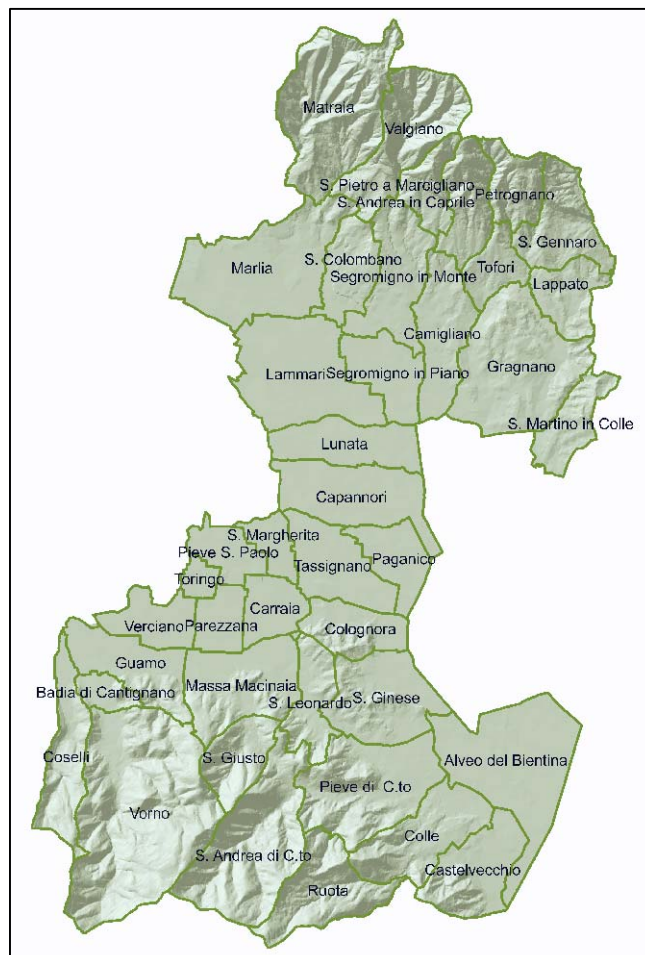 Matraia
Valgiano
S. Pietro a Marcigliano
Petrognano
S. Andrea in Caprile
S. Gennaro
S. Colombano
Marlia
Segromigno in Monte
Tofori
Lappato
Camigliano
Gragnano
Lammari
Segromigno in Piano
S. Martino in Colle
Lunata
Capannori
S. Margherita
Pieve S. Paolo
Tassignano
Paganico
Toringo
Carraia
Verciano
Parezzana
Colognora
Guamo
Badia di Cantignano
Massa Macinaia
S. Leonardo
S. Ginese
Coselli
S. Giusto
Alveo del Bientina
Pieve di C.to
Vorno
Colle
S. Andrea di C.to
Castelvecchio
Ruota